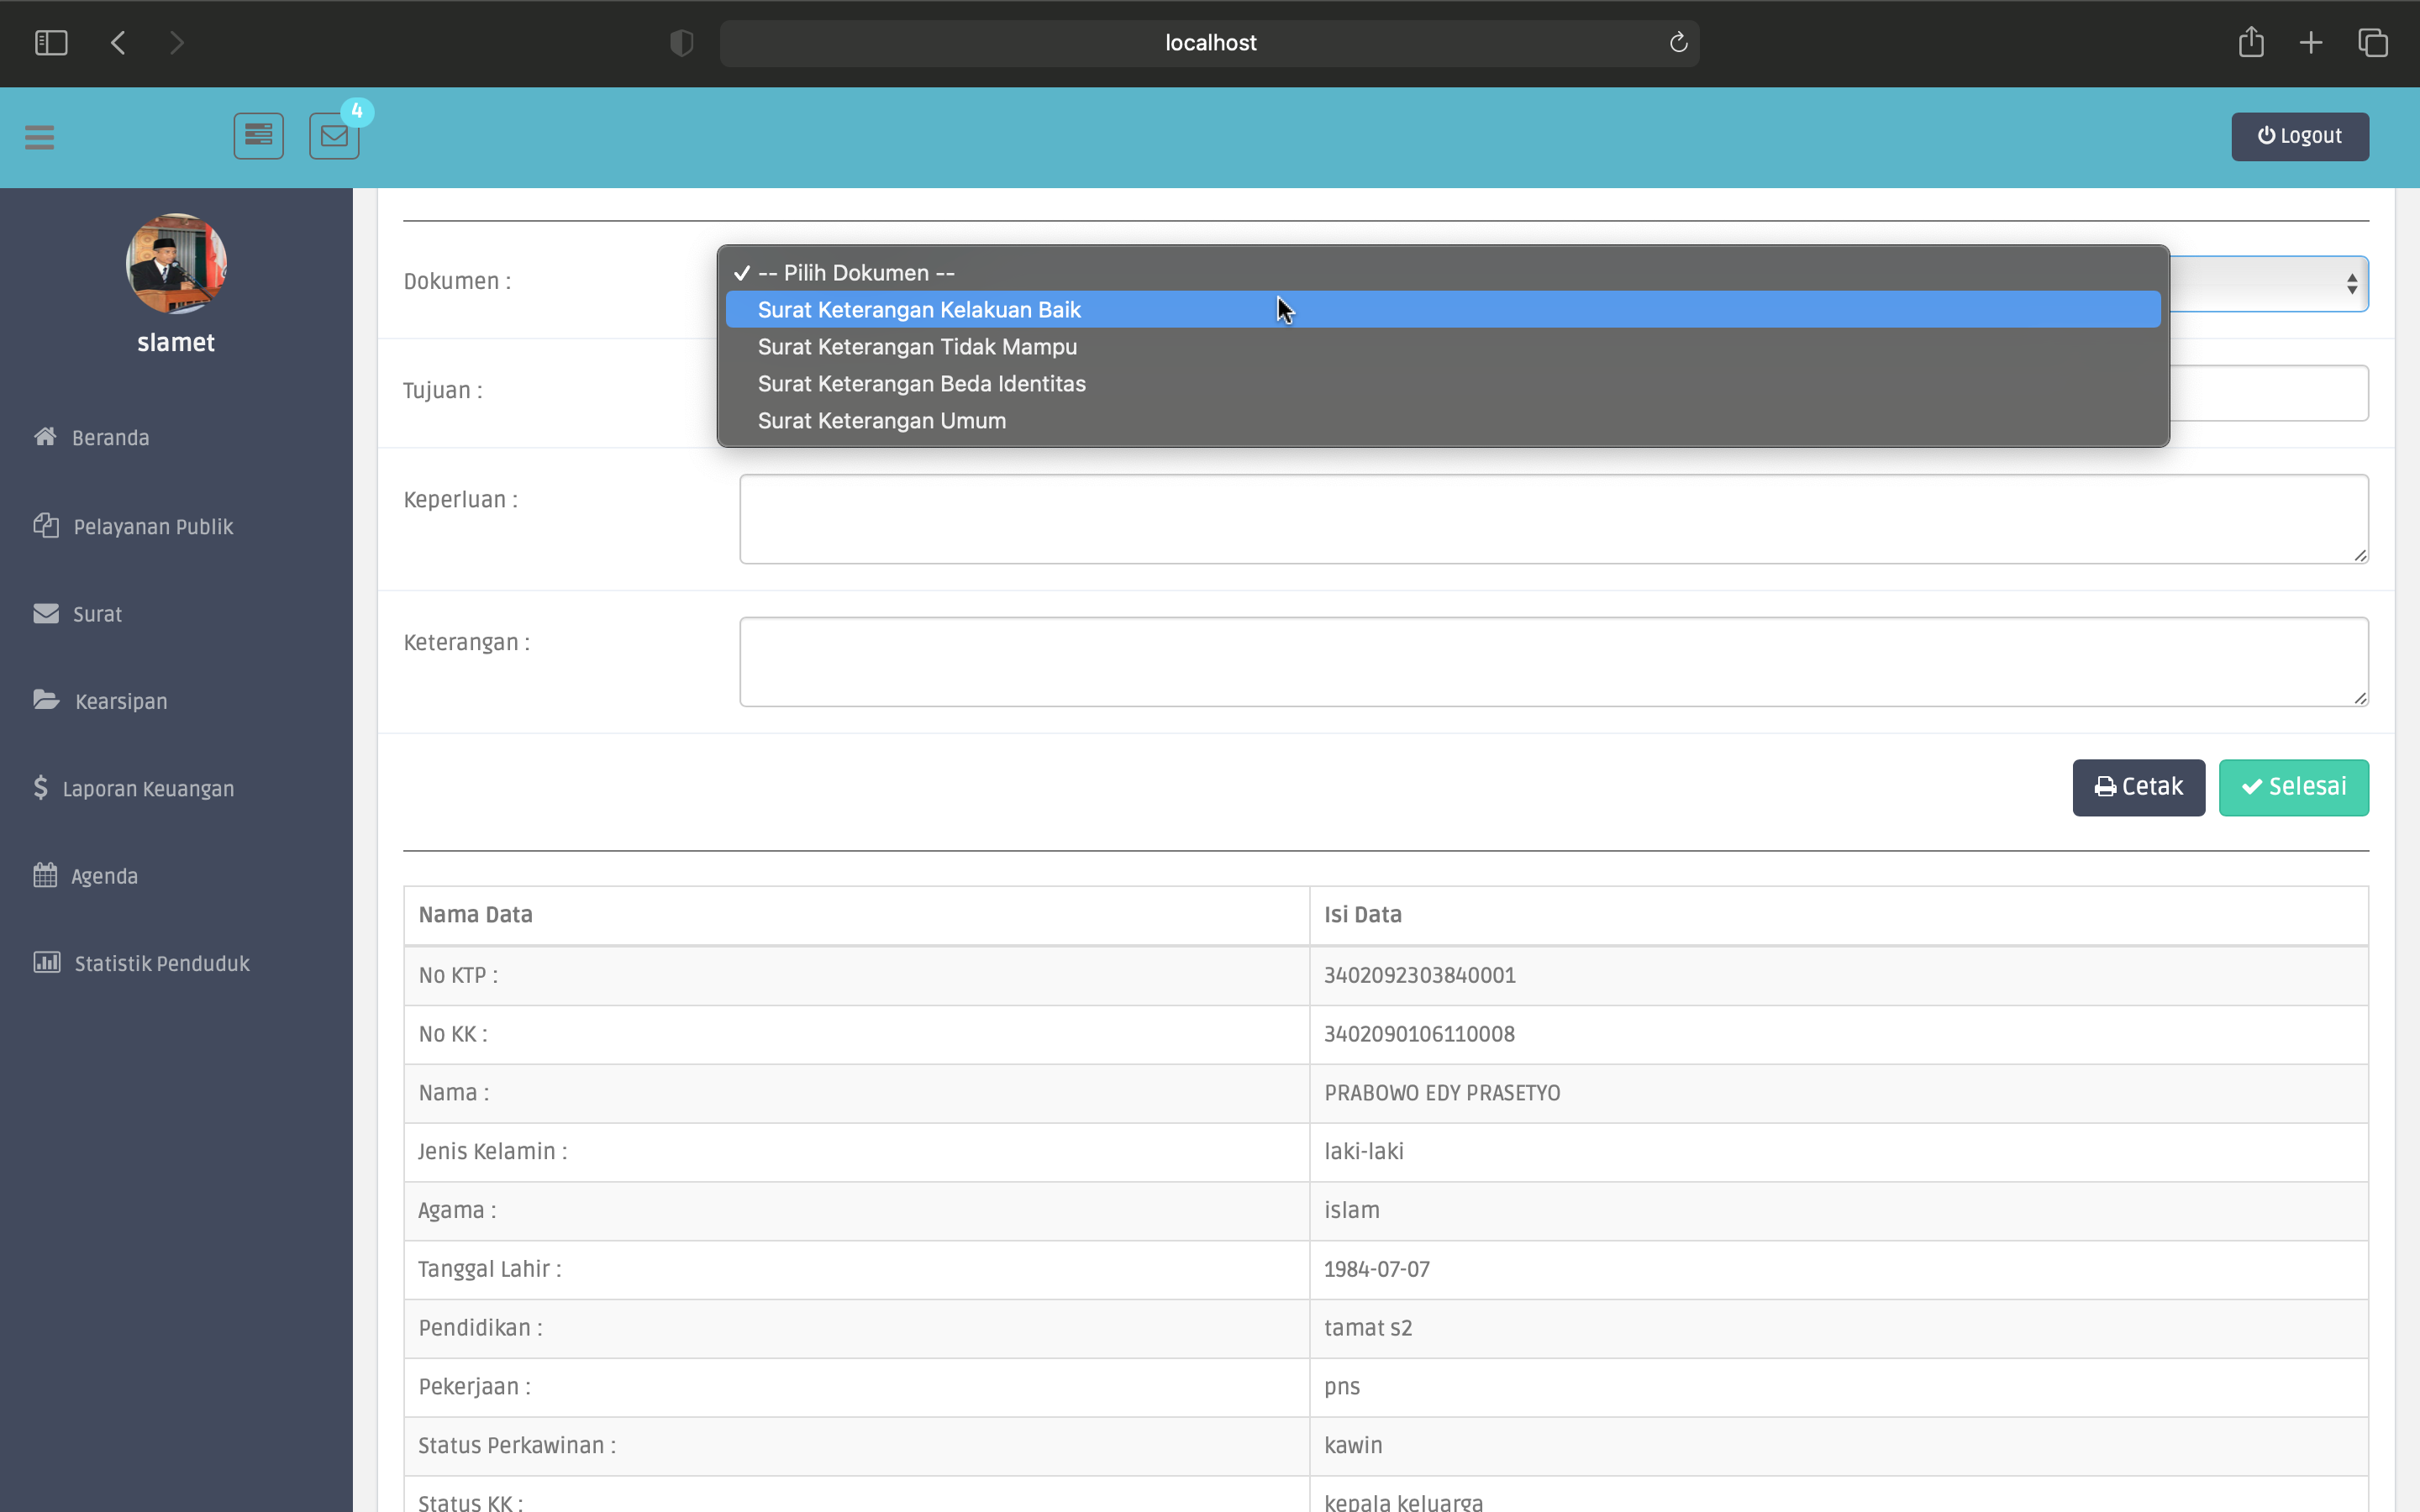 localhost
4
Logout
slamet
Beranda
Pelayanan Publik
Surat
Kearsipan
$ Laporan Keuangan
Agenda
Statistik Penduduk
Dokumen :
-- Pilih Dokumen --
Surat Keterangan Kelakuan Baik
Surat Keterangan Tidak Mampu
Surat Keterangan Beda Identitas
Surat Keterangan Umum
Tujuan :
Keperluan :
Keterangan :
Cetak Selesai
Nama Data Isi Data
No KTP : 3402092303840001
No KK : 3402090106110008
Nama : PRABOWO EDY PRASETYO
Jenis Kelamin : laki-laki
Agama : islam
Tanggal Lahir : 1984-07-07
Pendidikan : tamat s2
Pekerjaan : pns
Status Perkawinan : kawin
Status KK : kepala keluarga